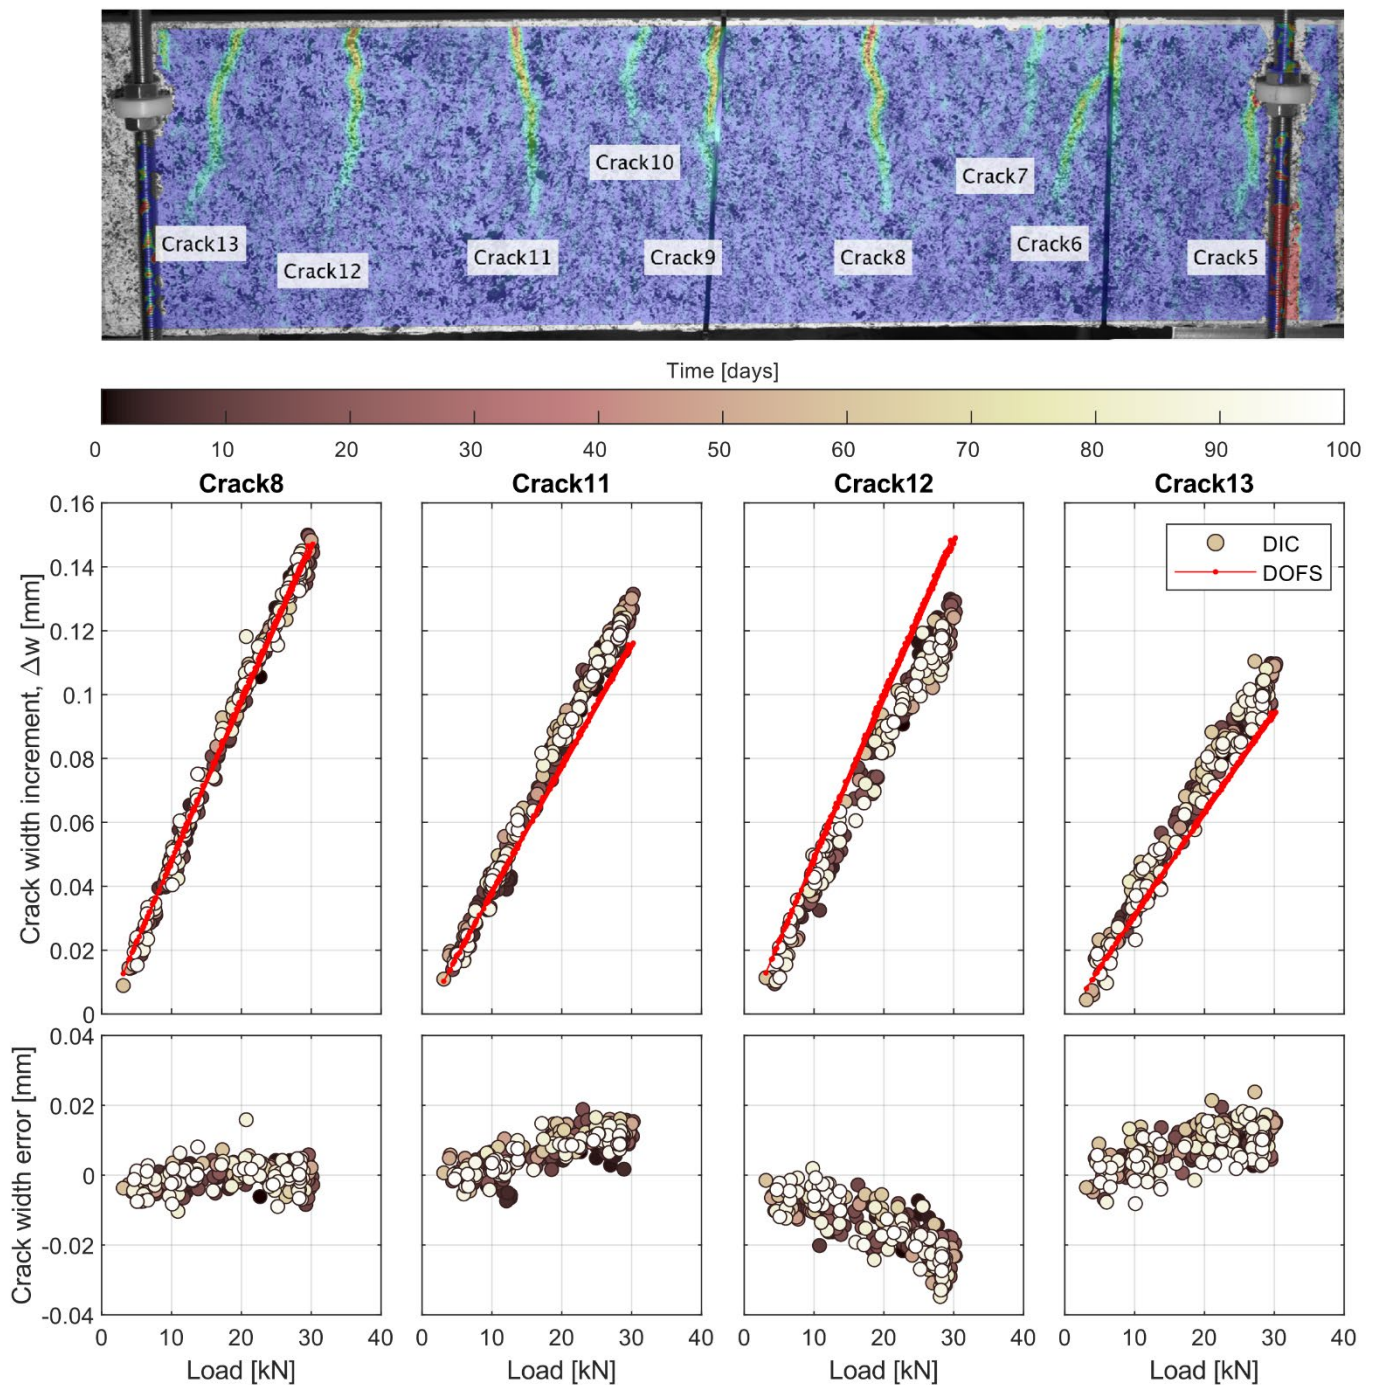 Crack10
Crack7
Crack13
Crack12
Crack11
Crack9
Crack8
Crack6
Crack5
Time [days]
0 10 20 30 40 50 60 70 80 90 100
Crack8 Crack11 Crack12 Crack13
0.16
0.14
0.12
0.1
0.08
0.06
0.04
0.02
0
Crack width increment, Δw [mm]
DIC
DOFS
0.04
0.02
0
-0.02
-0.04
Crack width error [mm]
0 10 20 30 40 0 10 20 30 40 0 10 20 30 40 0 10 20 30 40
Load [kN] Load [kN] Load [kN] Load [kN]